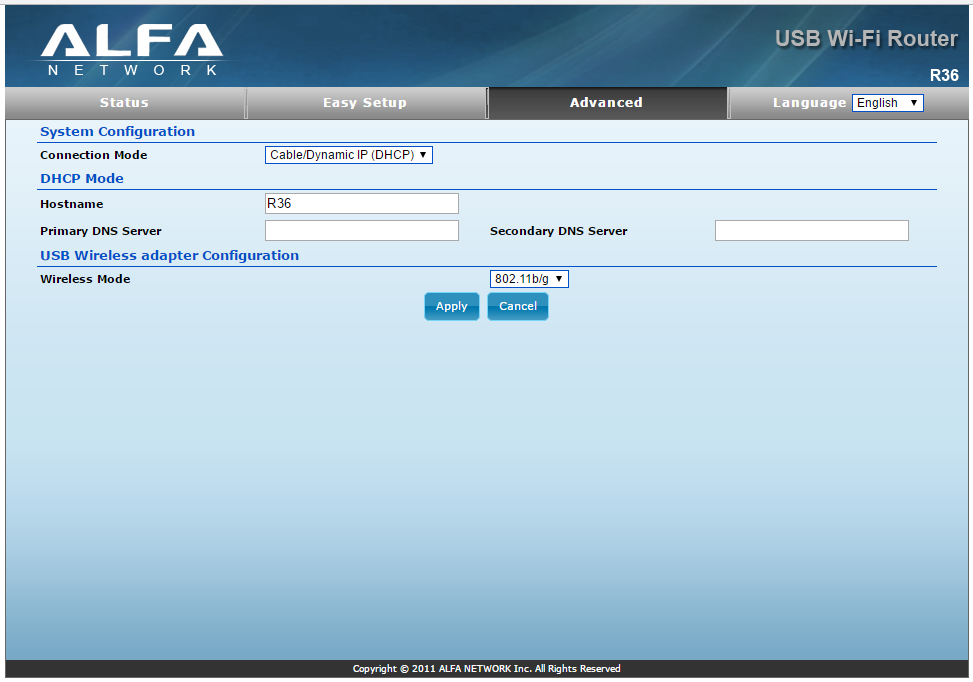 ALFA
NETWORK
USB Wi-Fi Router
R36
Status Easy Setup Advanced Language English
System Configuration
Connection Mode Cable/Dynamic IP (DHCP)
DHCP Mode
Hostname R36
Primary DNS Server Secondary DNS Server
USB Wireless adapter Configuration
Wireless Mode 802.11b/g
Apply Cancel
Copyright © 2011 ALFA NETWORK Inc. All Rights Reserved